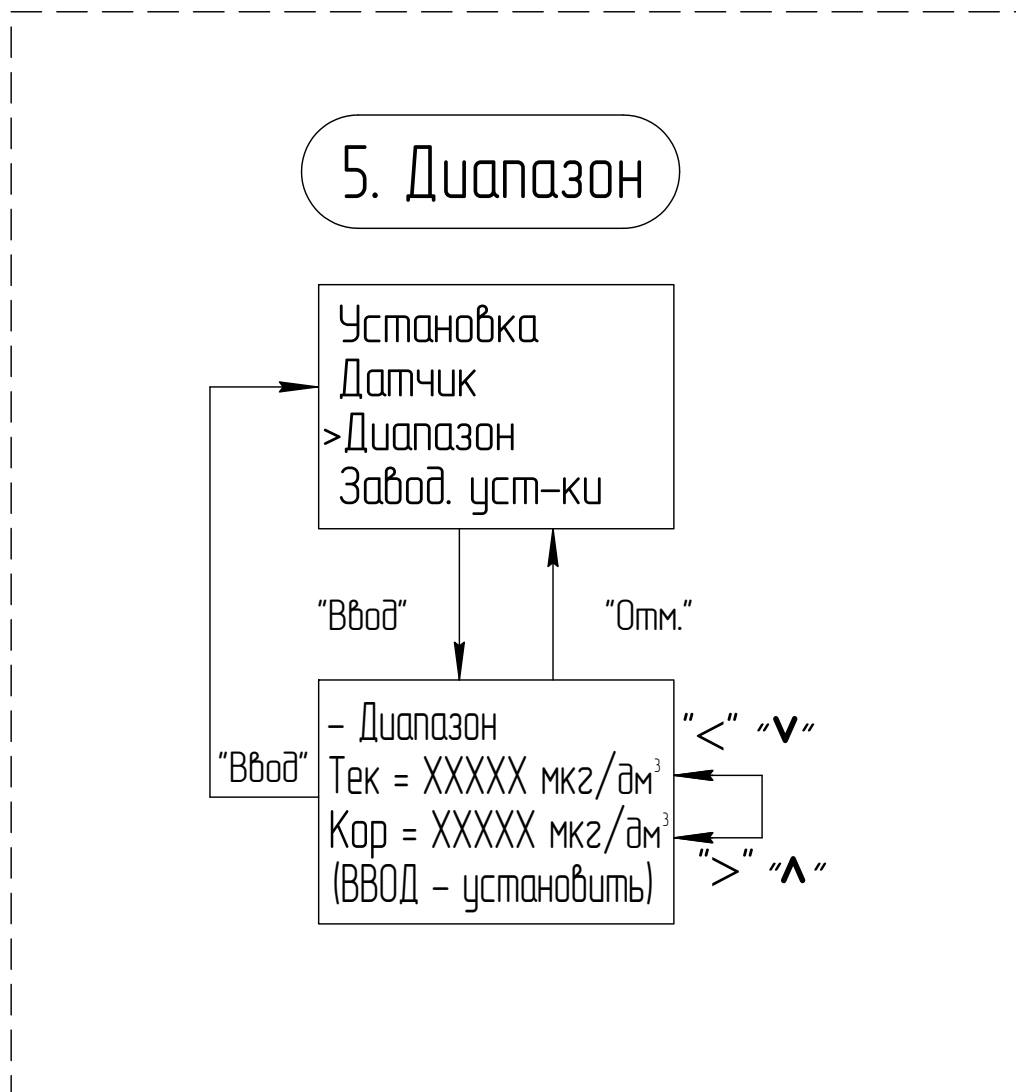 5. Диапазон
Установка
Датчик
>Диапазон
Завод. уст-ки
"Ввод"
"Отм."
"Ввод"
- Диапазон
Тек = XXXXX мкг/дм³
Кор = XXXXX мкг/дм³
(ВВОД - установить)
"<" "∨"
">" "∧"